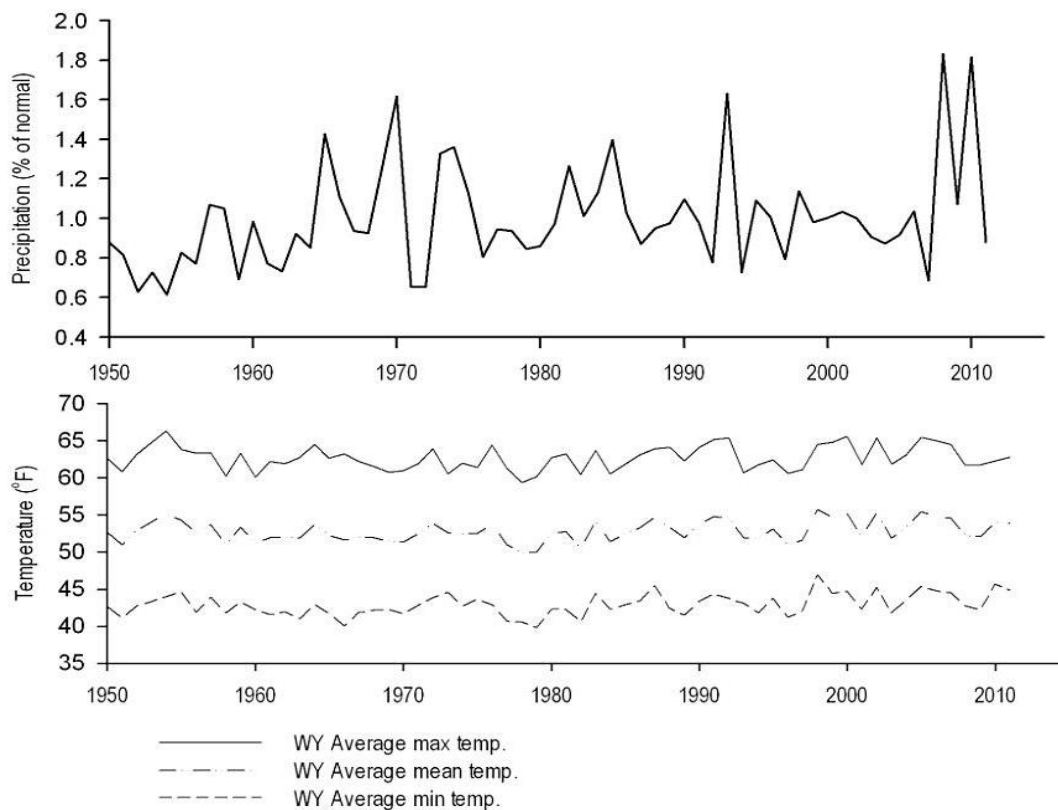 Precipitation (% of normal)
2.0
1.8
1.6
1.4
1.2
1.0
0.8
0.6
0.4
1950 1960 1970 1980 1990 2000 2010
Temperature (°F)
70
65
60
55
50
45
40
35
1950 1960 1970 1980 1990 2000 2010
WY Average max temp.
WY Average mean temp.
WY Average min temp.